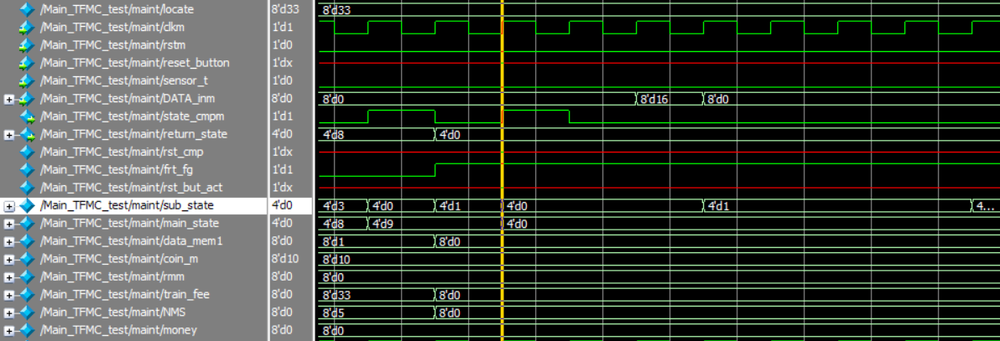 /Main_TFMC_test/maint/locate 8'd33 8'd33
/Main_TFMC_test/maint/clkm 1'd1
/Main_TFMC_test/maint/rstm 1'd0
/Main_TFMC_test/maint/reset_button 1'dx
/Main_TFMC_test/maint/sensor_t 1'd0
/Main_TFMC_test/maint/DATA_inm 8'd0 8'd0 8'd16 8'd0
/Main_TFMC_test/maint/state_cmpm 1'd1
/Main_TFMC_test/maint/return_state 4'd0 4'd8 4'd0
/Main_TFMC_test/maint/rst_cmp 1'dx
/Main_TFMC_test/maint/frt_fg 1'd1
/Main_TFMC_test/maint/rst_but_act 1'dx
/Main_TFMC_test/maint/sub_state 4'd0 4'd3 4'd0 4'd1 4'd0 4'd1 4...
/Main_TFMC_test/maint/main_state 4'd0 4'd8 4'd9 4'd0
/Main_TFMC_test/maint/data_mem1 8'd0 8'd1 8'd0
/Main_TFMC_test/maint/coin_m 8'd10 8'd10
/Main_TFMC_test/maint/rmm 8'd0 8'd0
/Main_TFMC_test/maint/train_fee 8'd0 8'd33 8'd0
/Main_TFMC_test/maint/NMS 8'd0 8'd5 8'd0
/Main_TFMC_test/maint/money 8'd0 8'd0